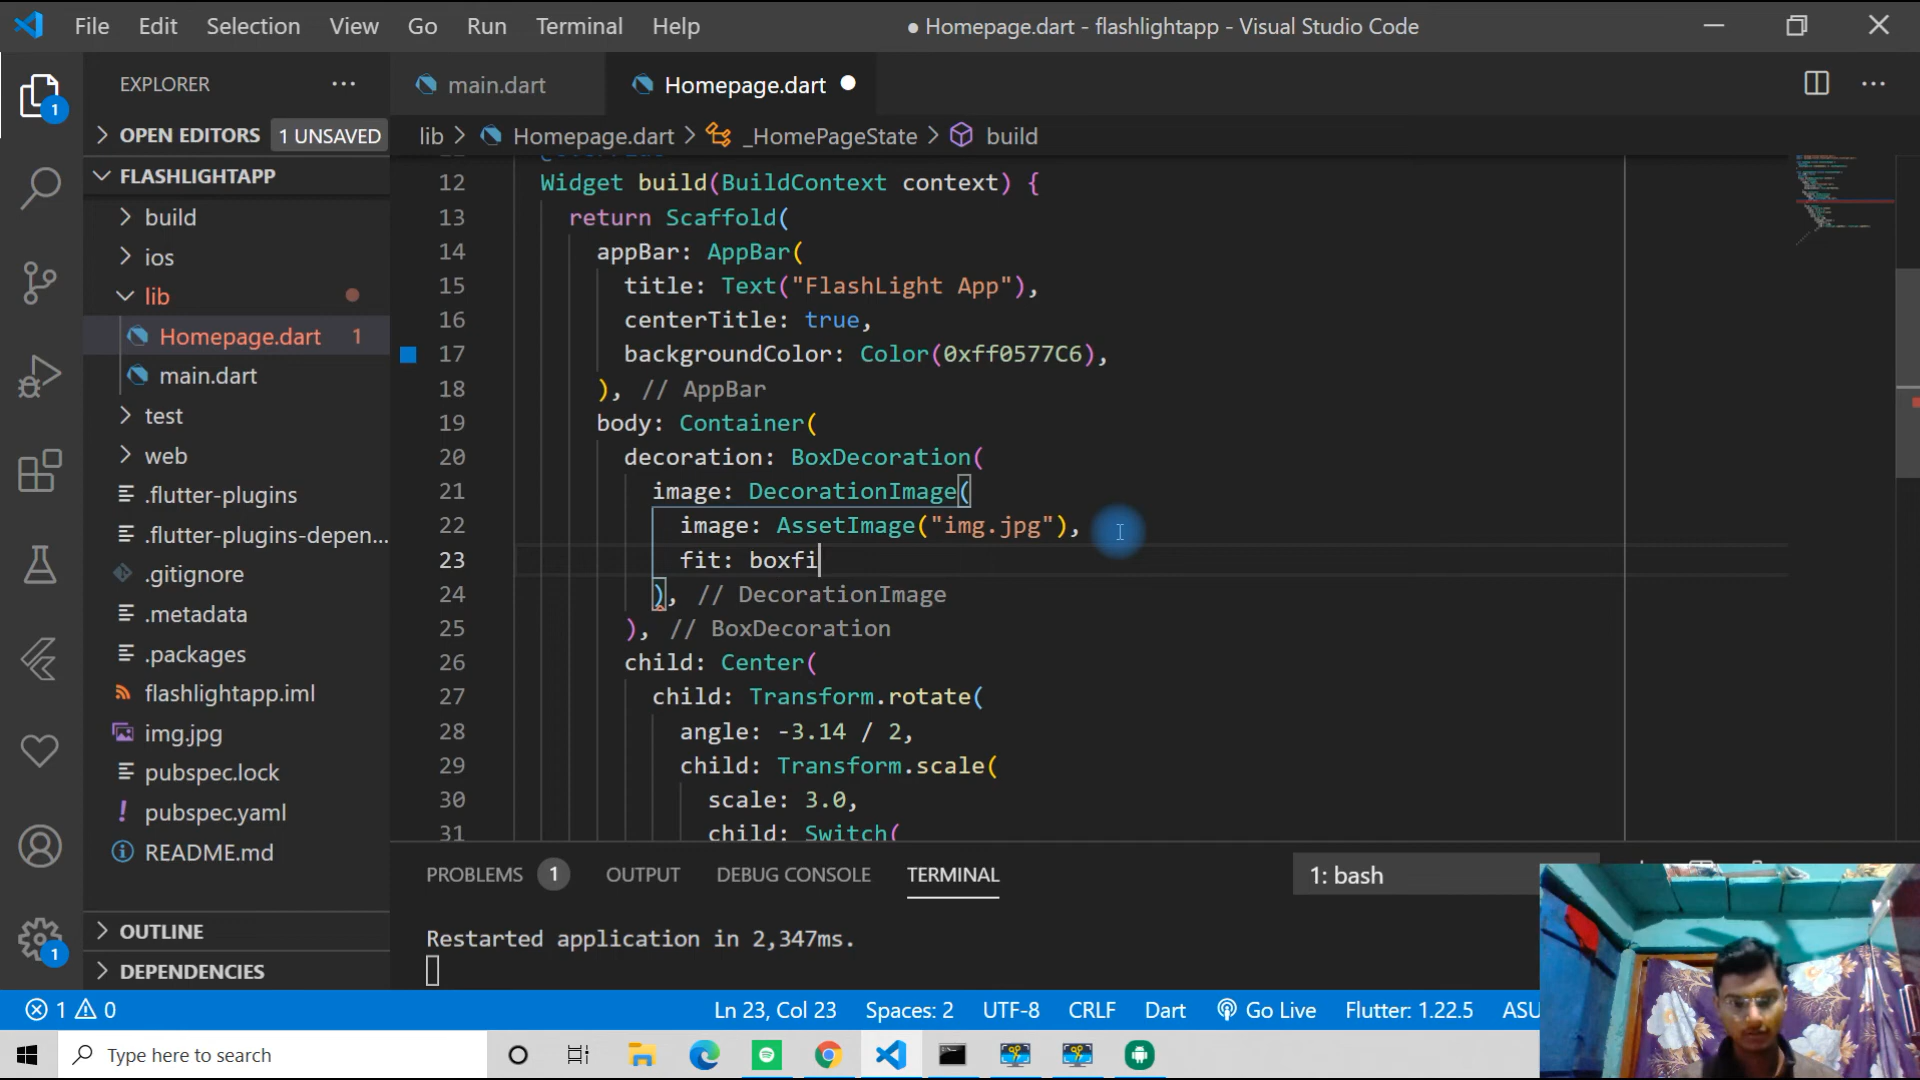 File Edit Selection View Go Run Terminal Help
● Homepage.dart - flashlightapp - Visual Studio Code
EXPLORER
main.dart
Homepage.dart
OPEN EDITORS 1 UNSAVED
lib > Homepage.dart > _HomePageState > build
FLASHLIGHTAPP
build
ios
lib
Homepage.dart 1
main.dart
test
web
.flutter-plugins
.flutter-plugins-depen...
.gitignore
.metadata
.packages
flashlightapp.iml
img.jpg
pubspec.lock
pubspec.yaml
README.md
OUTLINE
DEPENDENCIES
1
1
12 Widget build(BuildContext context) {
13 return Scaffold(
14 appBar: AppBar(
15 title: Text("FlashLight App"),
16 centerTitle: true,
17 backgroundColor: Color(0xff0577C6),
18 ), // AppBar
19 body: Container(
20 decoration: BoxDecoration(
21 image: DecorationImage(
22 image: AssetImage("img.jpg"),
23 fit: boxfi
24 ), // DecorationImage
25 ), // BoxDecoration
26 child: Center(
27 child: Transform.rotate(
28 angle: -3.14 / 2,
29 child: Transform.scale(
30 scale: 3.0,
31 child: Switch(
PROBLEMS 1 OUTPUT DEBUG CONSOLE TERMINAL
1: bash
Restarted application in 2,347ms.
1 0
Ln 23, Col 23 Spaces: 2 UTF-8 CRLF Dart Go Live Flutter: 1.22.5 ASU
Type here to search